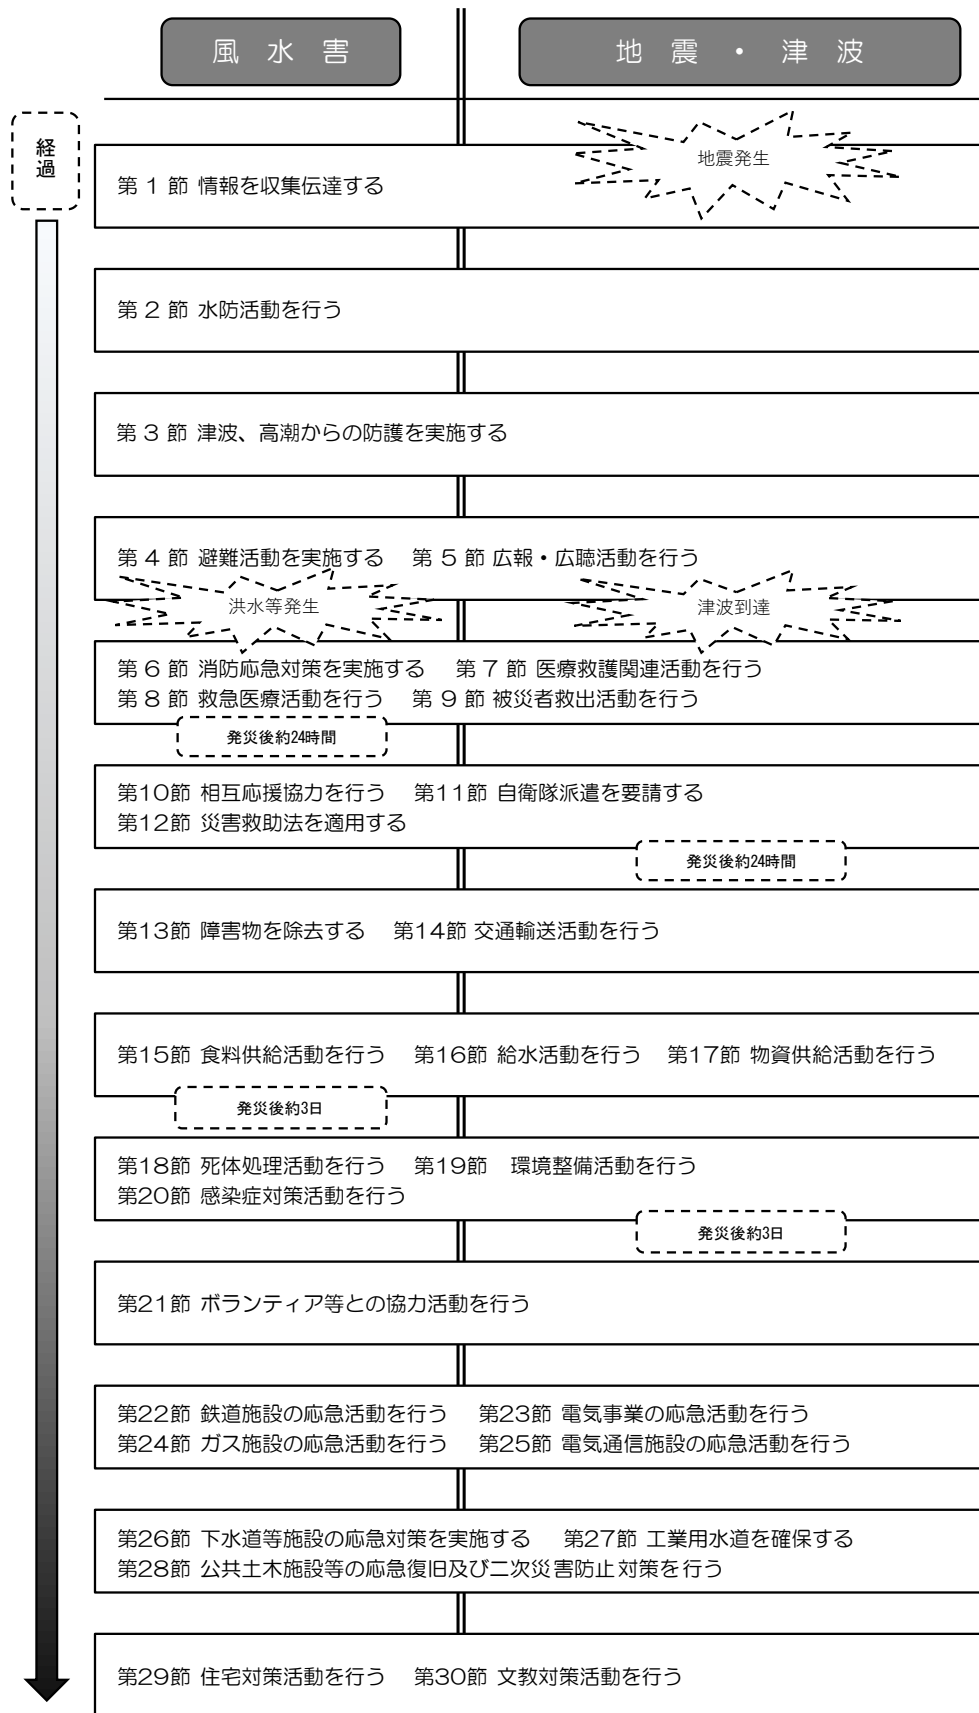 風 水 害
地 震 ・ 津 波
経過
地震発生
第 1 節 情報を収集伝達する
第 2 節 水防活動を行う
第 3 節 津波、高潮からの防護を実施する
第 4 節 避難活動を実施する 第 5 節 広報・広聴活動を行う
洪水等発生
津波到達
第 6 節 消防応急対策を実施する 第 7 節 医療救護関連活動を行う
第 8 節 救急医療活動を行う 第 9 節 被災者救出活動を行う
発災後約24時間
第10節 相互応援協力を行う 第11節 自衛隊派遣を要請する
第12節 災害救助法を適用する
発災後約24時間
第13節 障害物を除去する 第14節 交通輸送活動を行う
第15節 食料供給活動を行う 第16節 給水活動を行う 第17節 物資供給活動を行う
発災後約3日
第18節 死体処理活動を行う 第19節 環境整備活動を行う
第20節 感染症対策活動を行う
発災後約3日
第21節 ボランティア等との協力活動を行う
第22節 鉄道施設の応急活動を行う 第23節 電気事業の応急活動を行う
第24節 ガス施設の応急活動を行う 第25節 電気通信施設の応急活動を行う
第26節 下水道等施設の応急対策を実施する 第27節 工業用水道を確保する
第28節 公共土木施設等の応急復旧及び二次災害防止対策を行う
第29節 住宅対策活動を行う 第30節 文教対策活動を行う